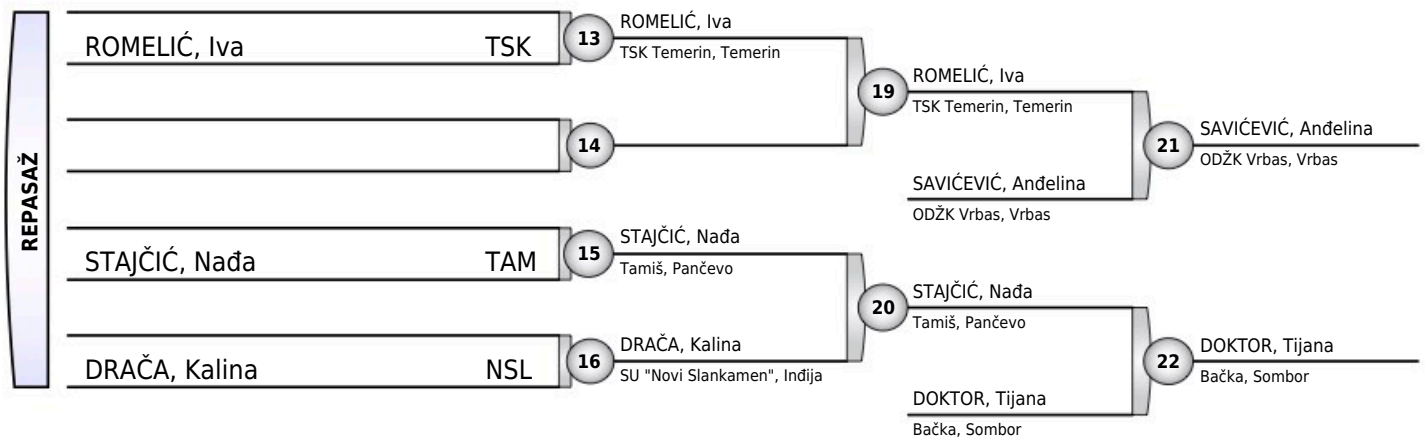 REPASAŽ
ROMELIĆ, Iva TSK
13
ROMELIĆ, Iva
TSK Temerin, Temerin
14
19
ROMELIĆ, Iva
TSK Temerin, Temerin
SAVIĆEVIĆ, Anđelina
ODŽK Vrbas, Vrbas
21
SAVIĆEVIĆ, Anđelina
ODŽK Vrbas, Vrbas
STAJČIĆ, Nađa TAM
15
STAJČIĆ, Nađa
Tamiš, Pančevo
DRAČA, Kalina NSL
16
DRAČA, Kalina
SU "Novi Slankamen", Inđija
20
STAJČIĆ, Nađa
Tamiš, Pančevo
DOKTOR, Tijana
Bačka, Sombor
22
DOKTOR, Tijana
Bačka, Sombor